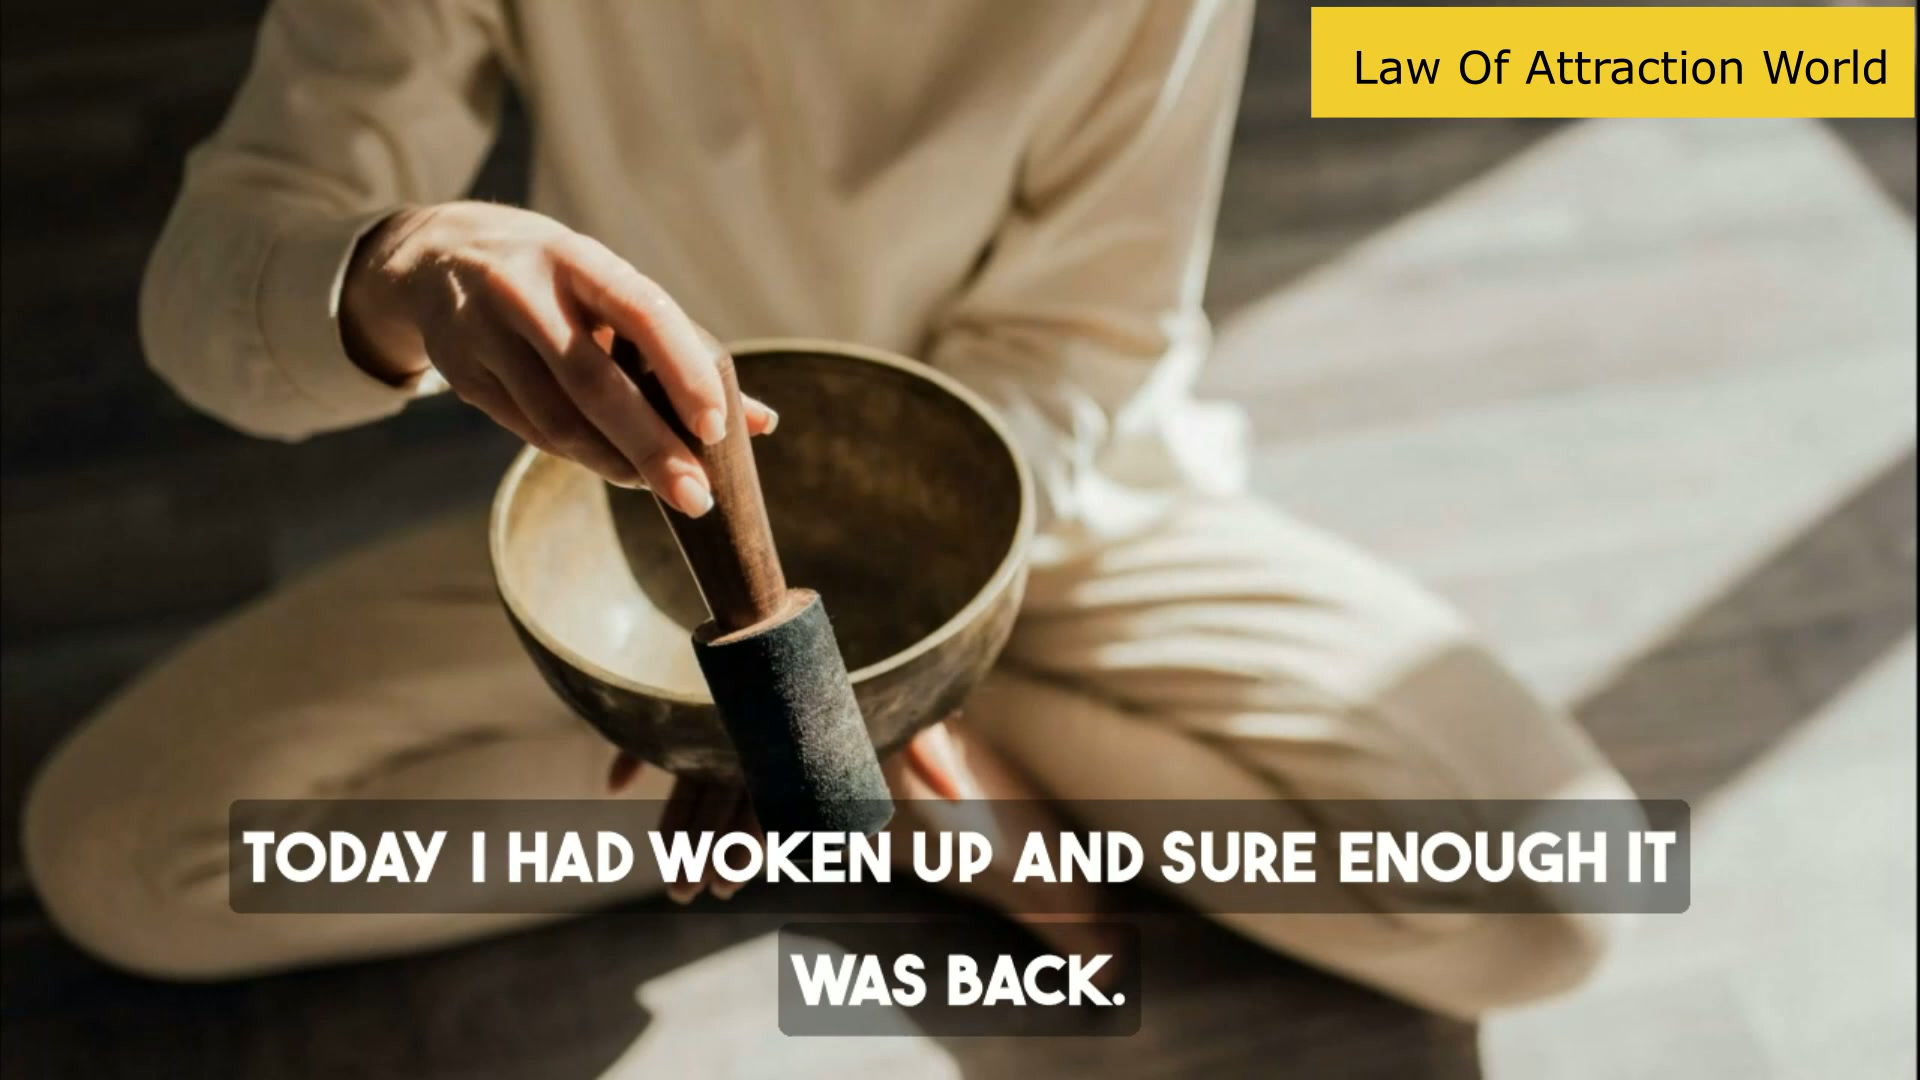 Law Of Attraction World
TODAY I HAD WOKEN UP AND SURE ENOUGH IT
WAS BACK.